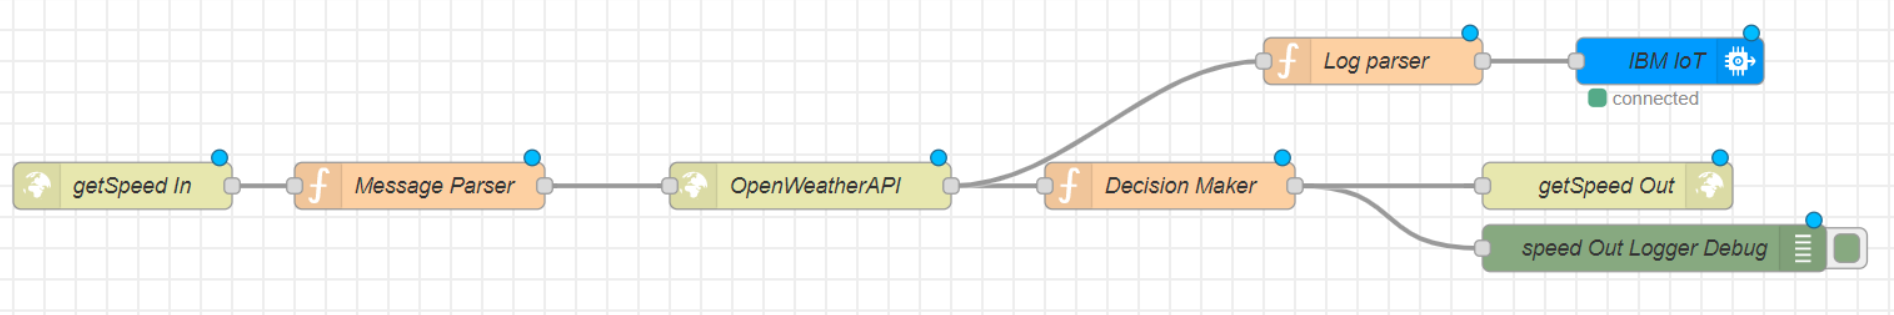 Log parser
IBM IoT
connected
getSpeed In
Message Parser
OpenWeatherAPI
Decision Maker
getSpeed Out
speed Out Logger Debug